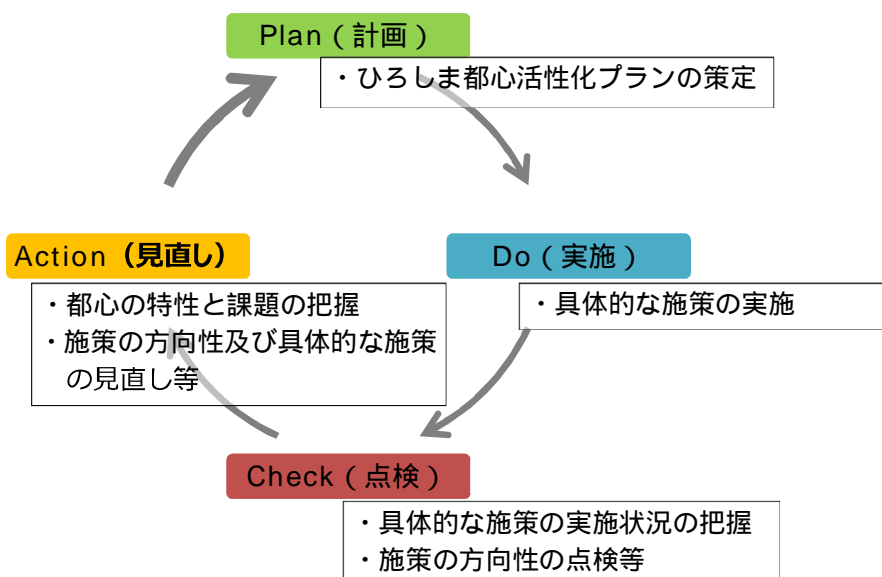 Plan（計画）
・ひろしま都心活性化プランの策定
Action（見直し）
Do（実施）
・都心の特性と課題の把握
・施策の方向性及び具体的な施策
の見直し等
・具体的な施策の実施
Check（点検）
・具体的な施策の実施状況の把握
・施策の方向性の点検等